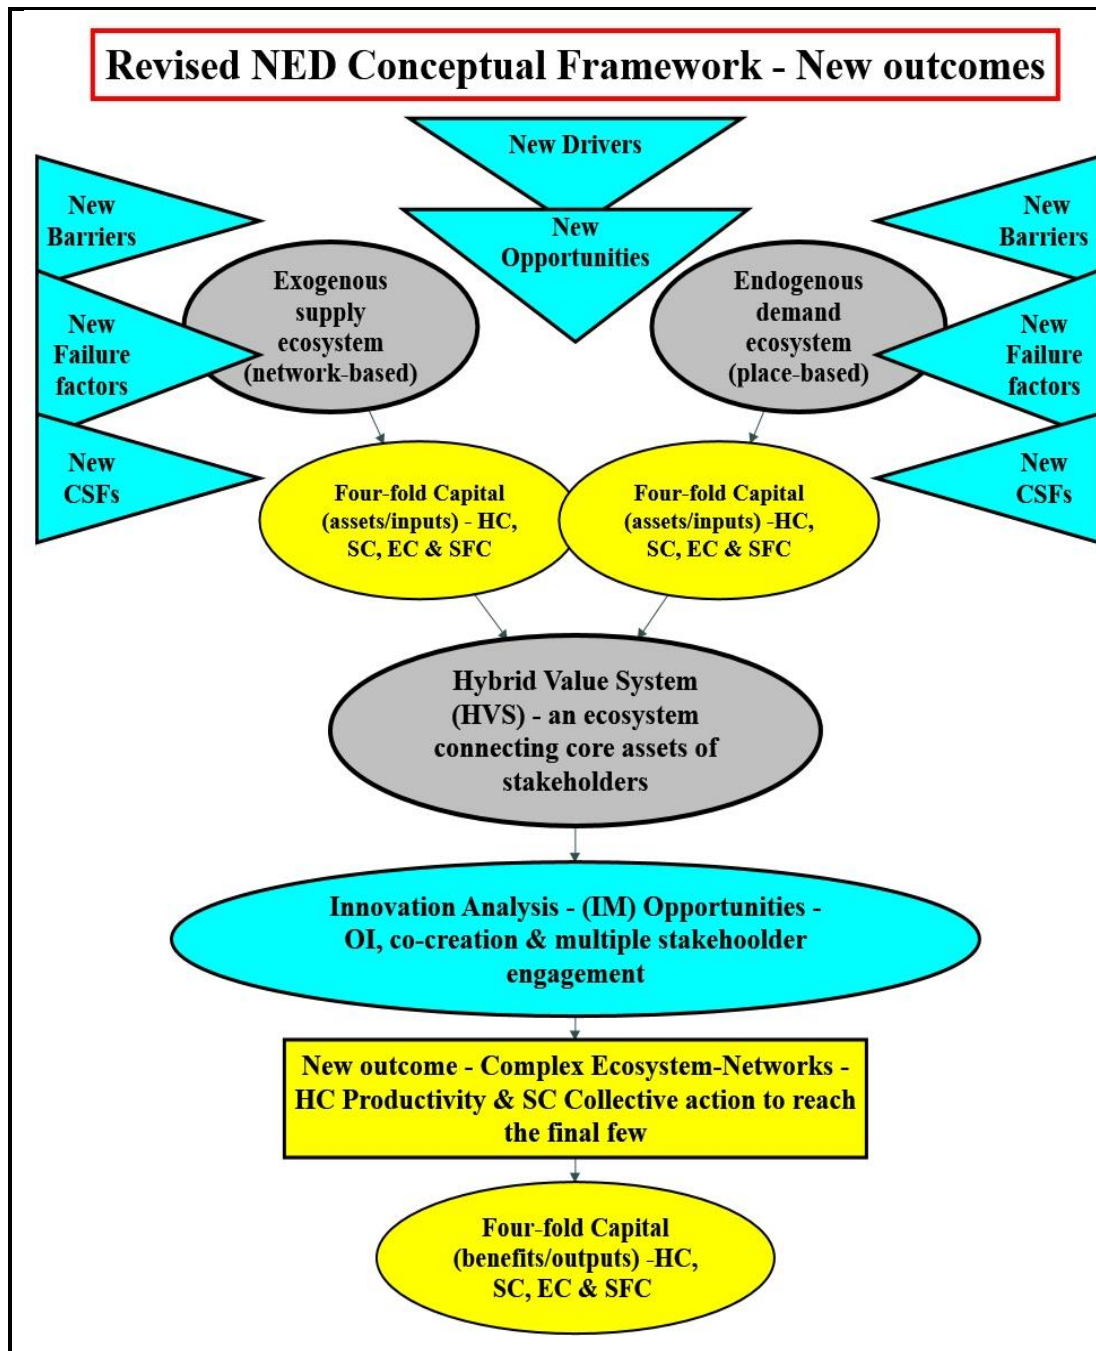 Revised NED Conceptual Framework - New outcomes
New Drivers
New
Opportunities
New
Barriers
New
Barriers
Exogenous
supply
ecosystem
(network-based)
Endogenous
demand
ecosystem
(place-based)
New
Failure
factors
New
Failure
factors
New
CSFs
New
CSFs
Four-fold Capital
(assets/inputs) - HC,
SC, EC & SFC
Four-fold Capital
(assets/inputs) -HC,
SC, EC & SFC
Hybrid Value System
(HVS) - an ecosystem
connecting core assets of
stakeholders
Innovation Analysis - (IM) Opportunities -
OI, co-creation & multiple stakehoolder
engagement
New outcome - Complex Ecosystem-Networks -
HC Productivity & SC Collective action to reach
the final few
Four-fold Capital
(benefits/outputs) -HC,
SC, EC & SFC